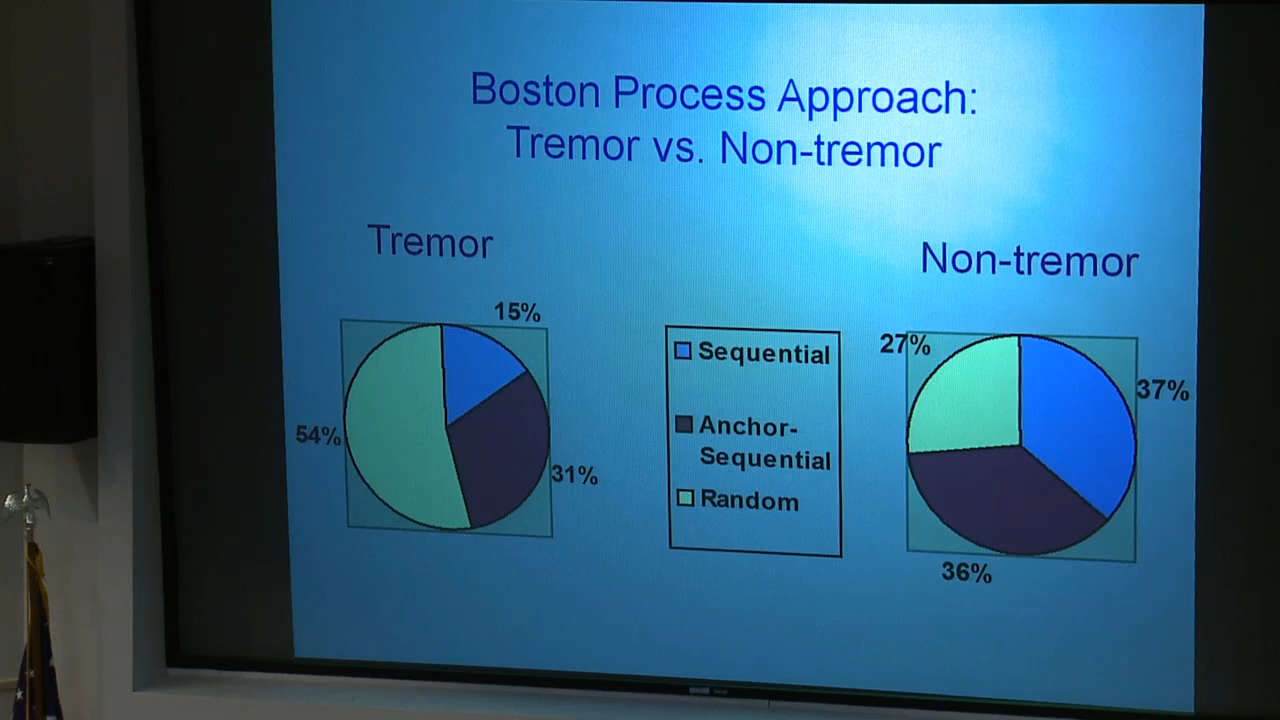 Boston Process Approach:
Tremor vs. Non-tremor
Tremor
Non-tremor
15%
54%
31%
Sequential
Anchor-
Sequential
Random
27%
37%
36%